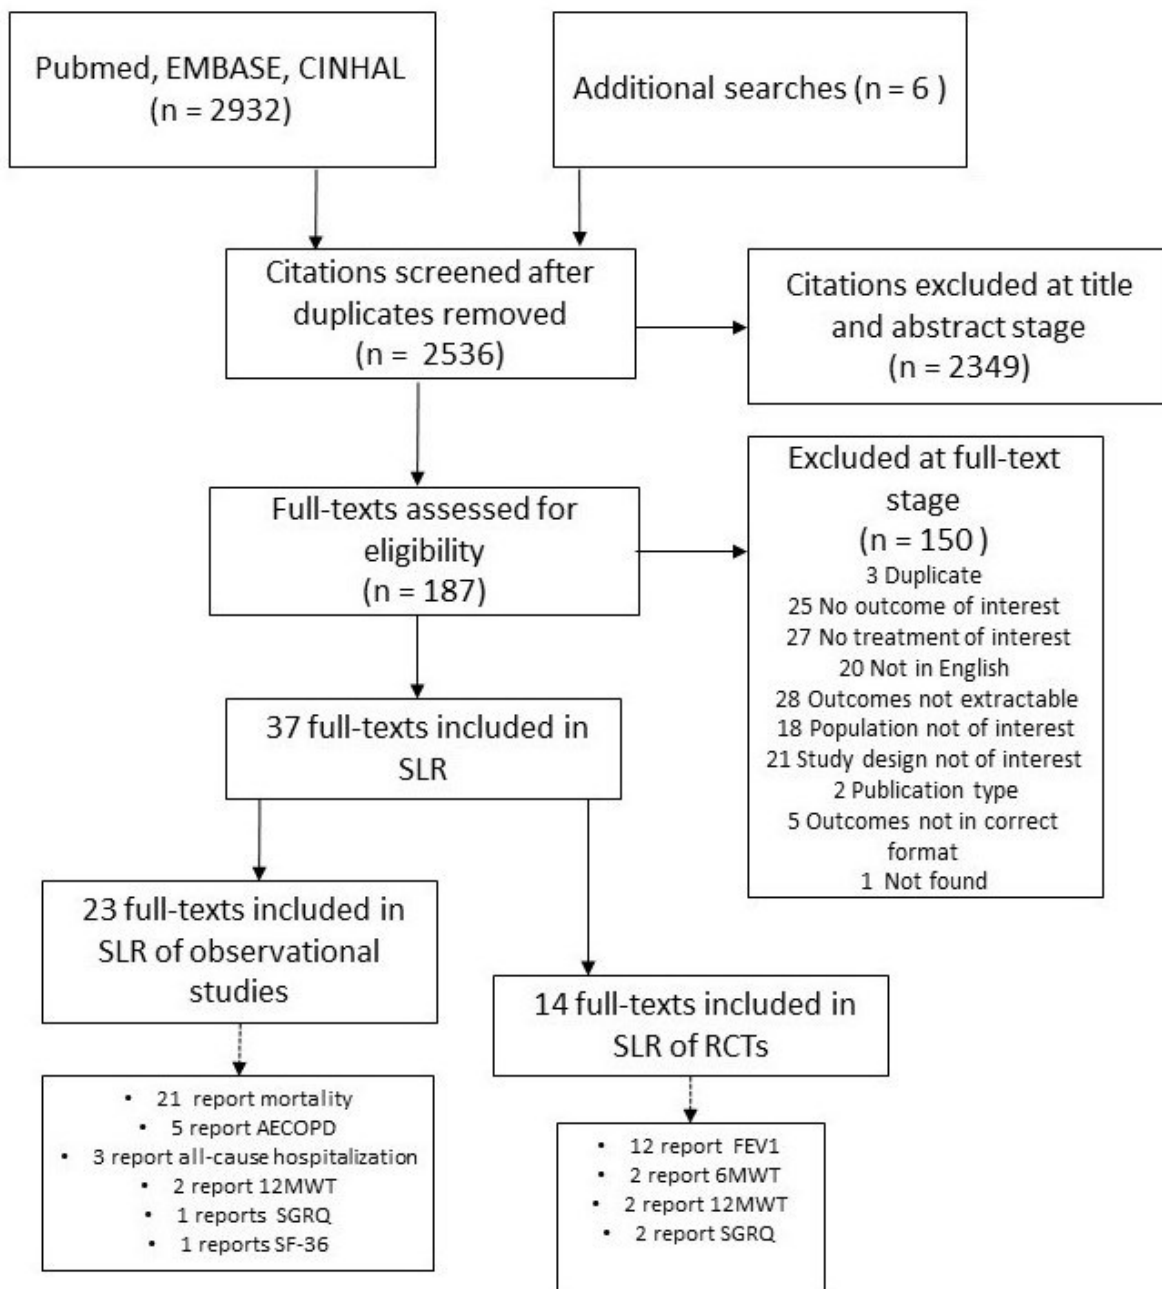 Pubmed, EMBASE, CINHAL
(n = 2932)
Additional searches (n = 6 )
Citations screened after
duplicates removed
(n =  2536)
Citations excluded at title
and abstract stage
(n = 2349)
Full-texts assessed for
eligibility
(n = 187)
Excluded at full-text
stage
(n = 150 )
3 Duplicate
25 No outcome of interest
27 No treatment of interest
20 Not in English
28 Outcomes not extractable
18 Population not of interest
21 Study design not of interest
2 Publication type
5 Outcomes not in correct
format
1 Not found
37 full-texts included in
SLR
23 full-texts included in
SLR of observational
studies
14 full-texts included in
SLR of RCTs
• 21 report mortality
• 5 report AECOPD
• 3 report all-cause hospitalization
• 2 report 12MWT
• 1 reports SGRQ
• 1 reports SF-36
• 12 report FEV1
• 2 report 6MWT
• 2 report 12MWT
• 2 report SGRQ